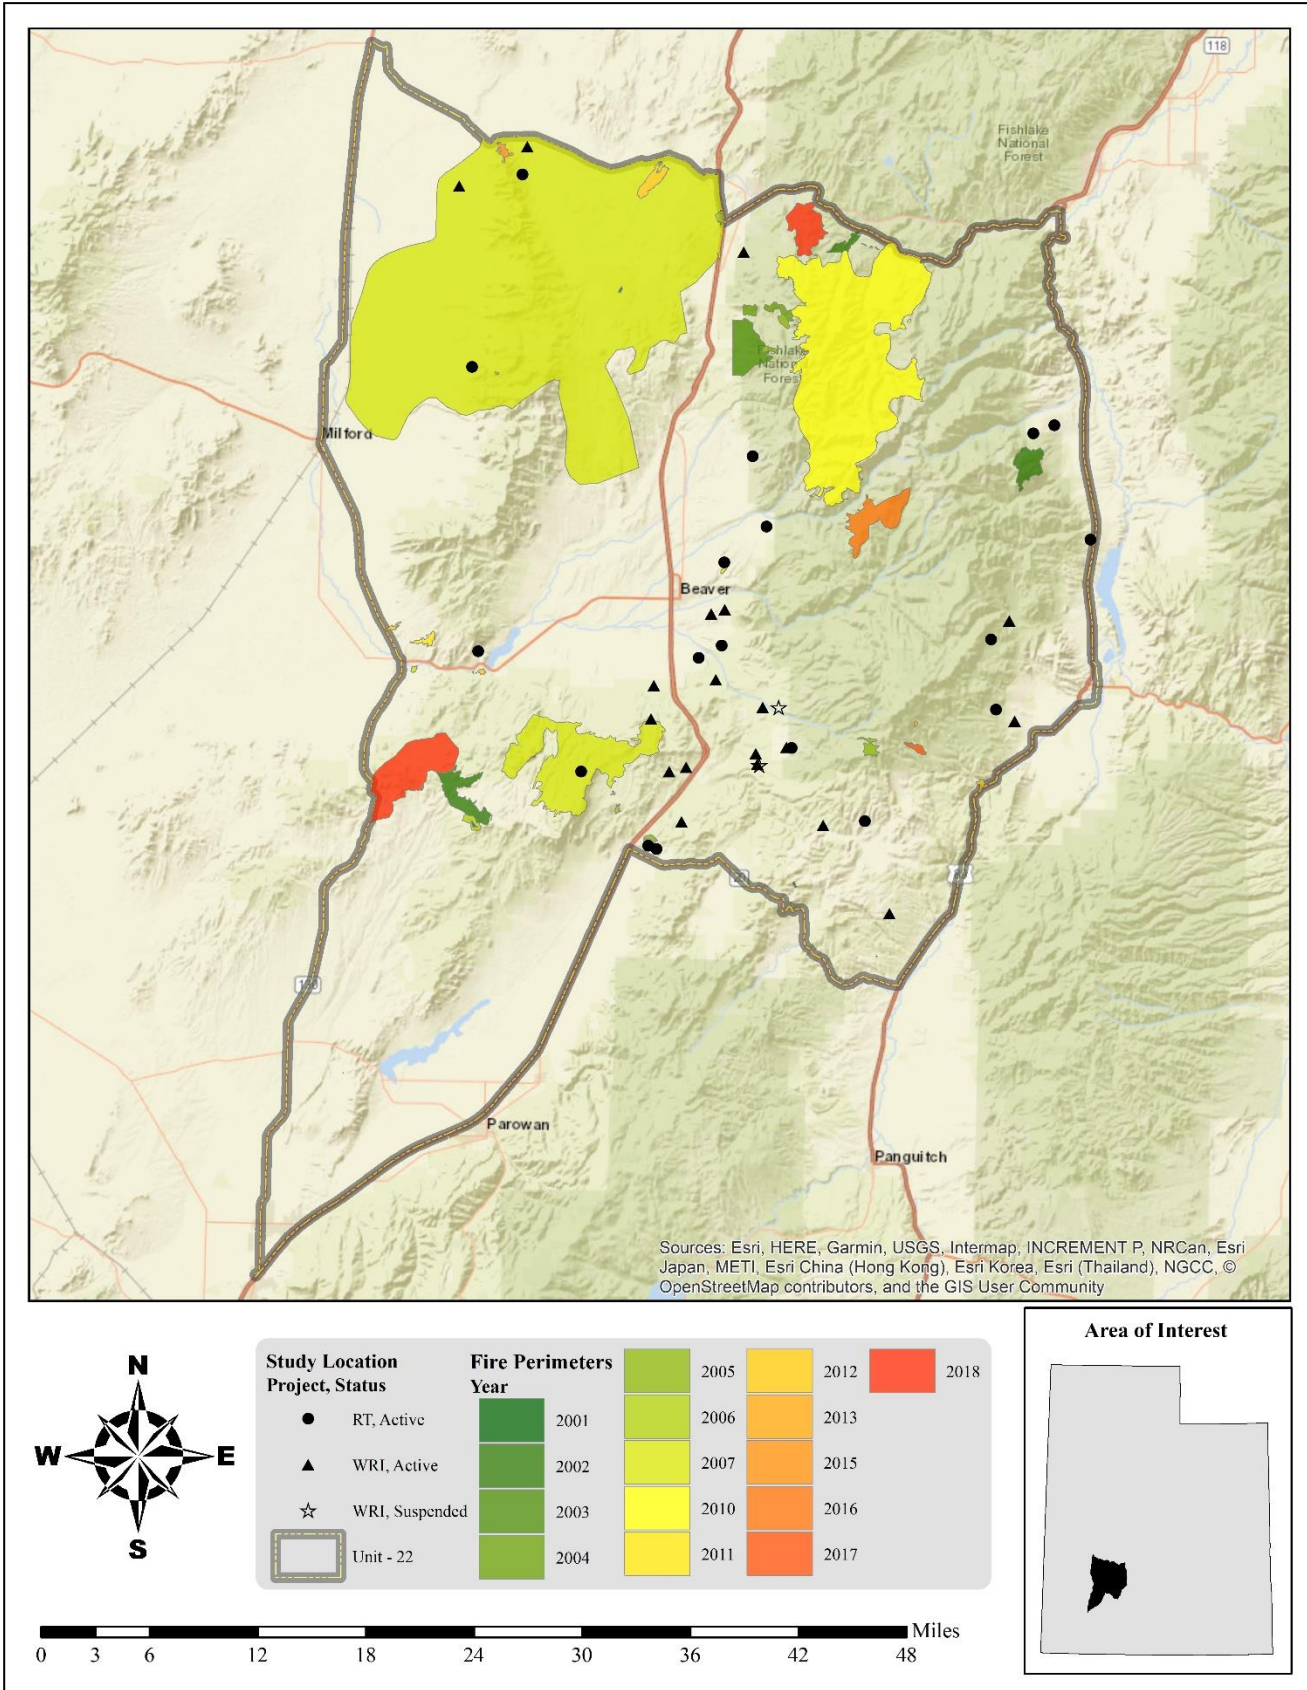 118
Fishlake
National
Forest
Fishlake
National
Forest
Milford
Beaver
20
89
130
Parowan
Panguitch
Sources: Esri, HERE, Garmin, USGS, Intermap, INCREMENT P, NRCan, Esri
Japan, METI, Esri China (Hong Kong), Esri Korea, Esri (Thailand), NGCC, ©
OpenStreetMap contributors, and the GIS User Community
N
W
E
S
Study Location
Project, Status
RT, Active
WRI, Active
WRI, Suspended
Unit - 22
Fire Perimeters
Year
2001
2002
2003
2004
2005
2006
2007
2010
2011
2012
2013
2015
2016
2017
2018
Area of Interest
0 3 6 12 18 24 30 36 42 48 Miles